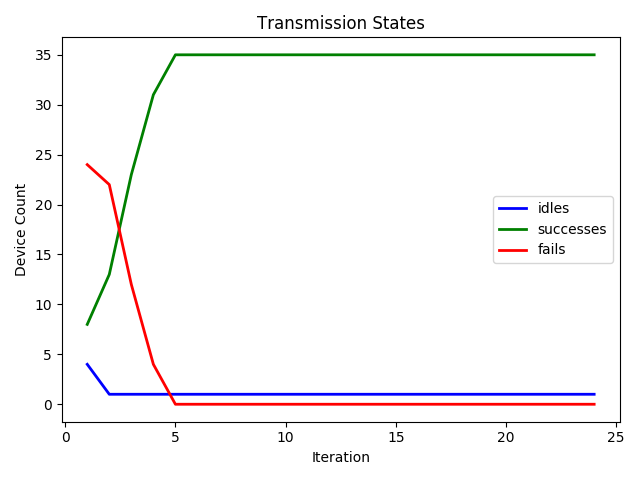 Transmission States
35
30
25
20
15
10
5
0
Device Count
idles
successes
fails
0 5 10 15 20 25
Iteration